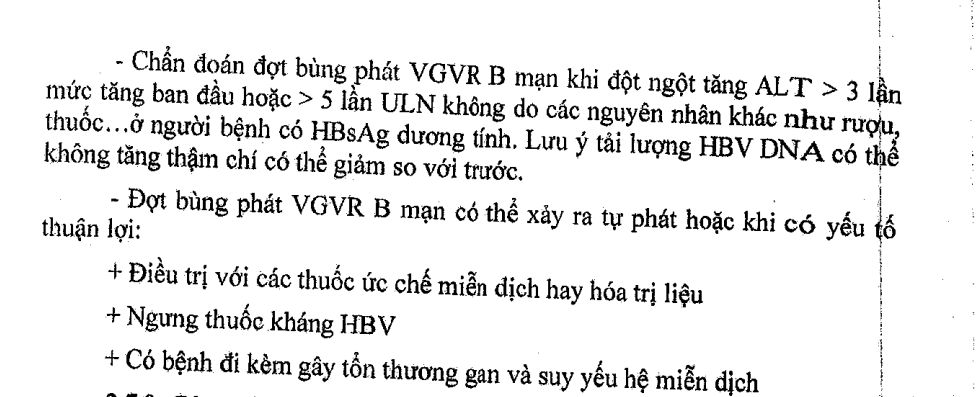 - Chẩn đoán đợt bùng phát VGVR B mạn khi đột ngột tăng ALT > 3 lần
mức tăng ban đầu hoặc > 5 lần ULN không do các nguyên nhân khác như rượu,
thuốc...ở người bệnh có HBsAg dương tính. Lưu ý tải lượng HBV DNA có thể
không tăng thậm chí có thể giảm so với trước.
- Đợt bùng phát VGVR B mạn có thể xảy ra tự phát hoặc khi có yếu tố
thuận lợi:
+ Điều trị với các thuốc ức chế miễn dịch hay hóa trị liệu
+ Ngưng thuốc kháng HBV
+ Có bệnh đi kèm gây tổn thương gan và suy yếu hệ miễn dịch